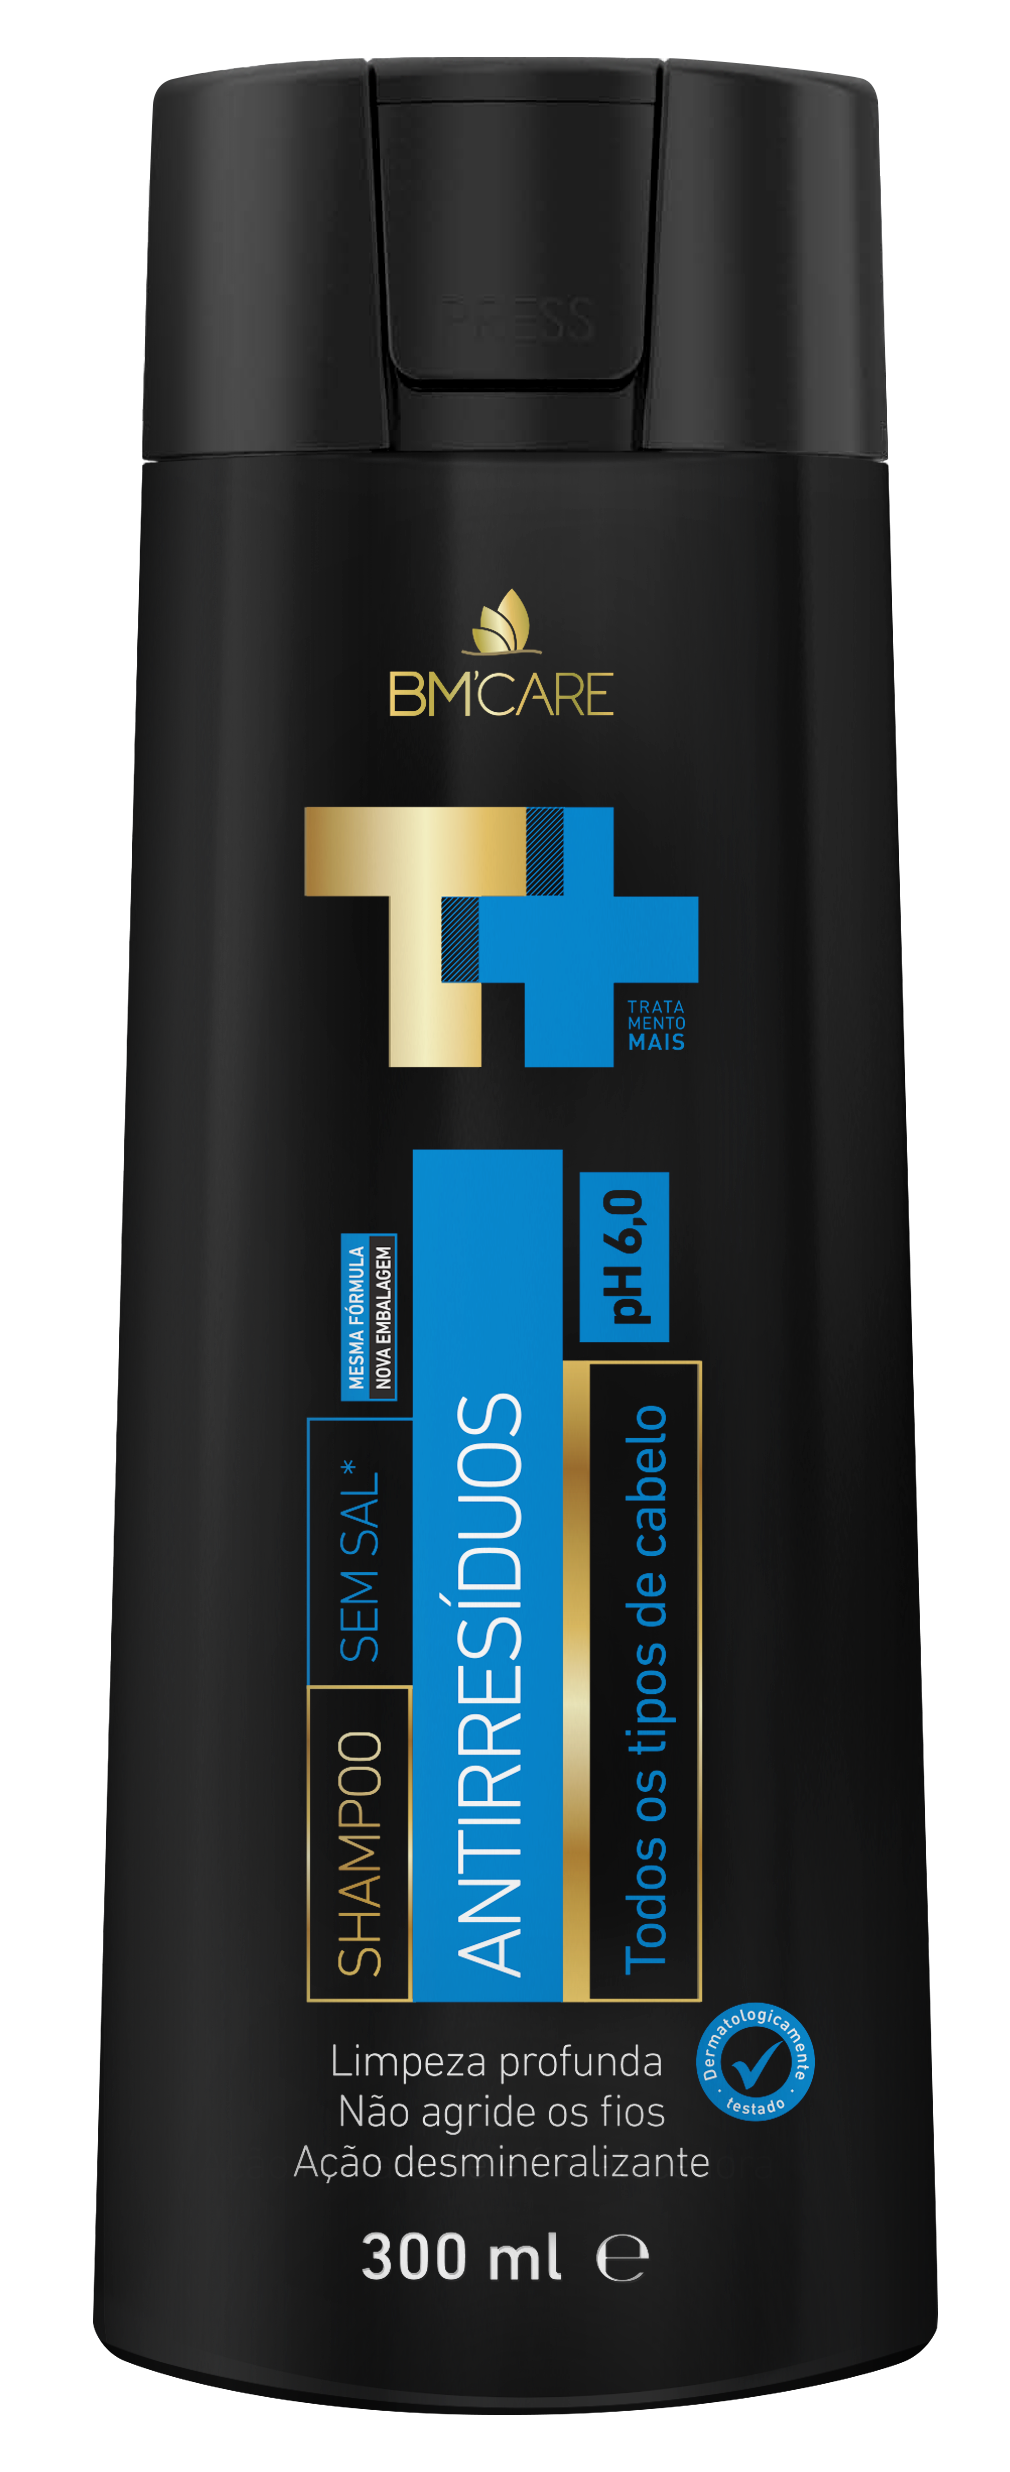 PRESS
BM'CARE
T+
TRATA
MENTO
MAIS
pH 6,0
MESMA FÓRMULA
NOVA EMBALAGEM
SEM SAL*
SHAMPOO
ANTIRRESÍDUOS
Todos os tipos de cabelo
Dermatologicamente
testado
Limpeza profunda
Não agride os fios
Ação desmineralizante
300 ml ℮